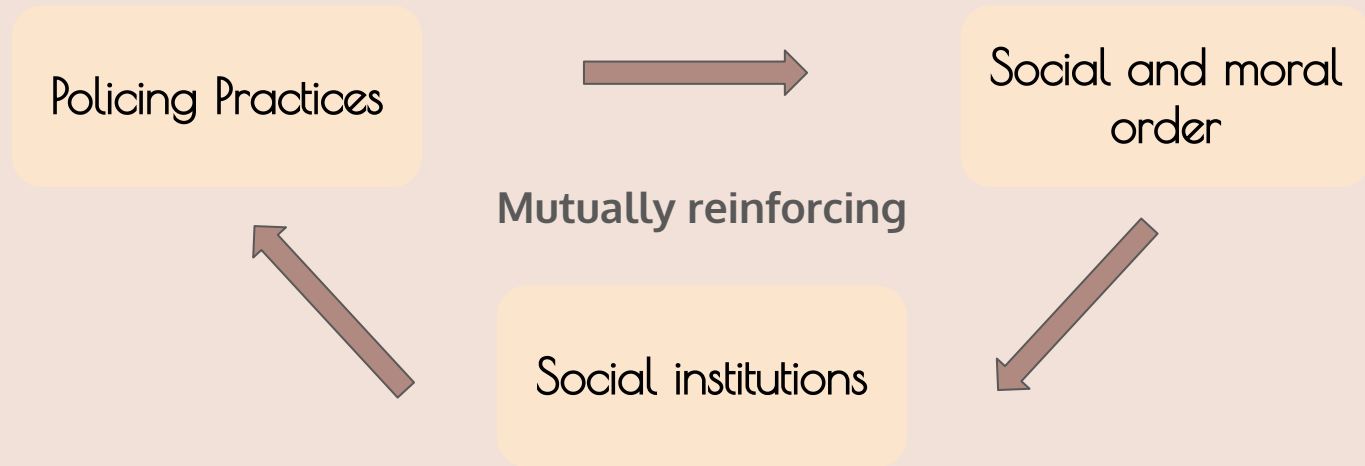 Policing Practices
Social and moral
order
Mutually reinforcing
Social institutions